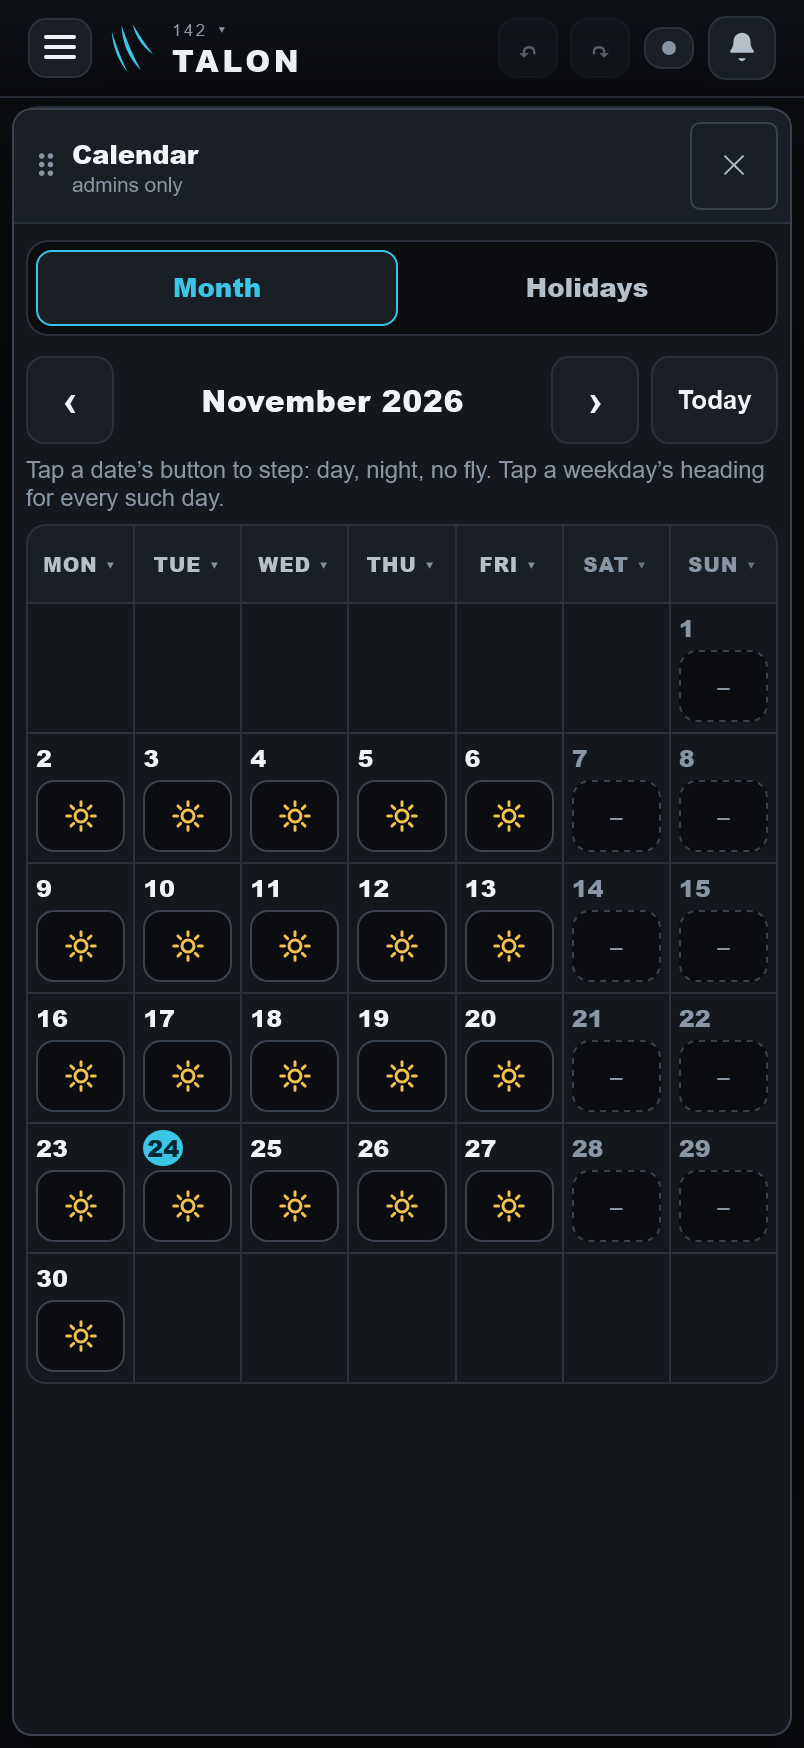 142 ▾
TALON
Calendar
admins only
Month Holidays
‹ November 2026 › Today
Tap a date’s button to step: day, night, no fly. Tap a weekday’s heading
for every such day.
MON ▾ TUE ▾ WED ▾ THU ▾ FRI ▾ SAT ▾ SUN ▾
1
–
2 3 4 5 6 7 8
– –
9 10 11 12 13 14 15
– –
16 17 18 19 20 21 22
– –
23 24 25 26 27 28 29
– –
30